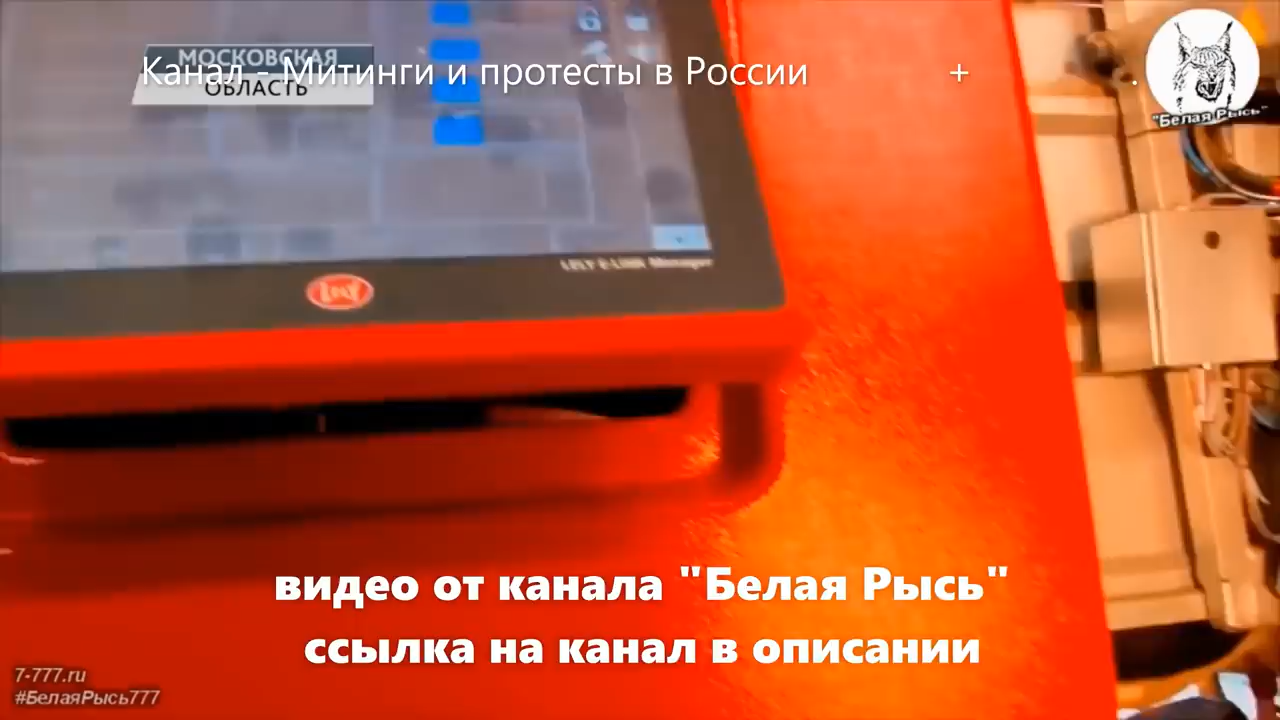 МОСКОВСКАЯ
Канал - Митинги и протесты в России + .
ОБЛАСТЬ
"Белая Рысь"
LELY
видео от канала "Белая Рысь"
ссылка на канал в описании
7-777.ru
#БелаяРысь777